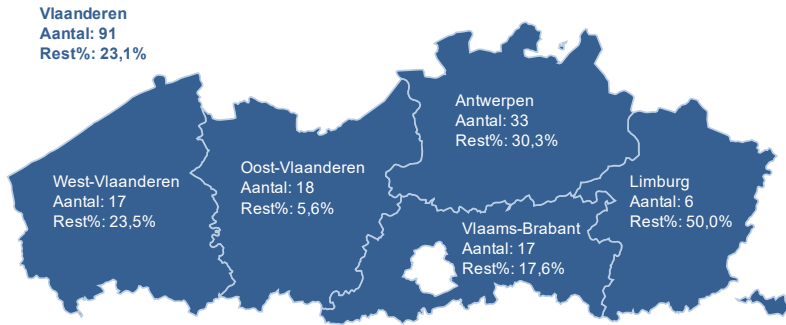 Vlaanderen
Aantal: 91
Rest%: 23,1%
Antwerpen
Aantal: 33
Rest%: 30,3%
West-Vlaanderen
Aantal: 17
Rest%: 23,5%
Oost-Vlaanderen
Aantal: 18
Rest%: 5,6%
Limburg
Aantal: 6
Rest%: 50,0%
Vlaams-Brabant
Aantal: 17
Rest%: 17,6%